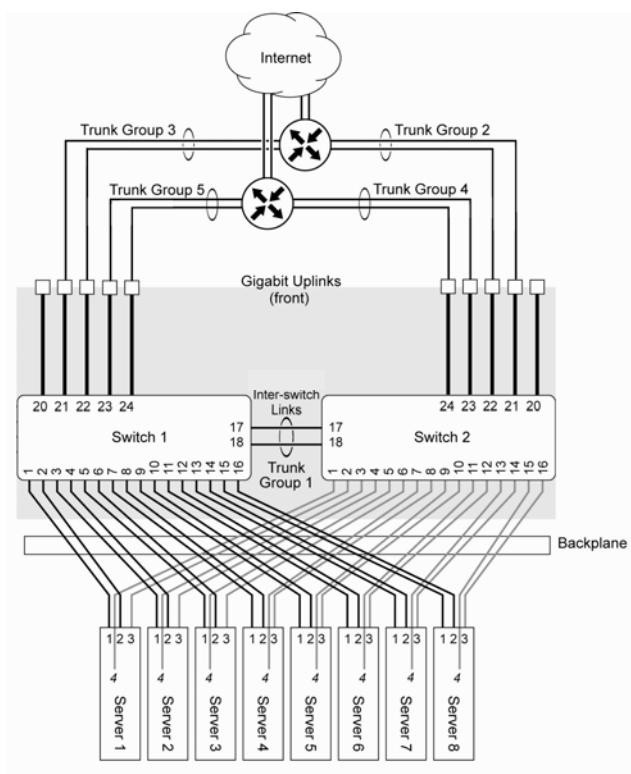 Internet
Trunk Group 3
Trunk Group 2
Trunk Group 5
Trunk Group 4
Gigabit Uplinks
(front)
20 21 22 23 24
24 23 22 21 20
Inter-switch
Links
Switch 1
17
18
17
18
Switch 2
Trunk
Group 1
1 2 3 4 5 6 7 8 9 10 11 12 13 14 15 16
1 2 3 4 5 6 7 8 9 10 11 12 13 14 15 16
Backplane
1 2 3
1 2 3
1 2 3
1 2 3
1 2 3
1 2 3
1 2 3
1 2 3
4
4
4
4
4
4
4
4
Server 1
Server 2
Server 3
Server 4
Server 5
Server 6
Server 7
Server 8